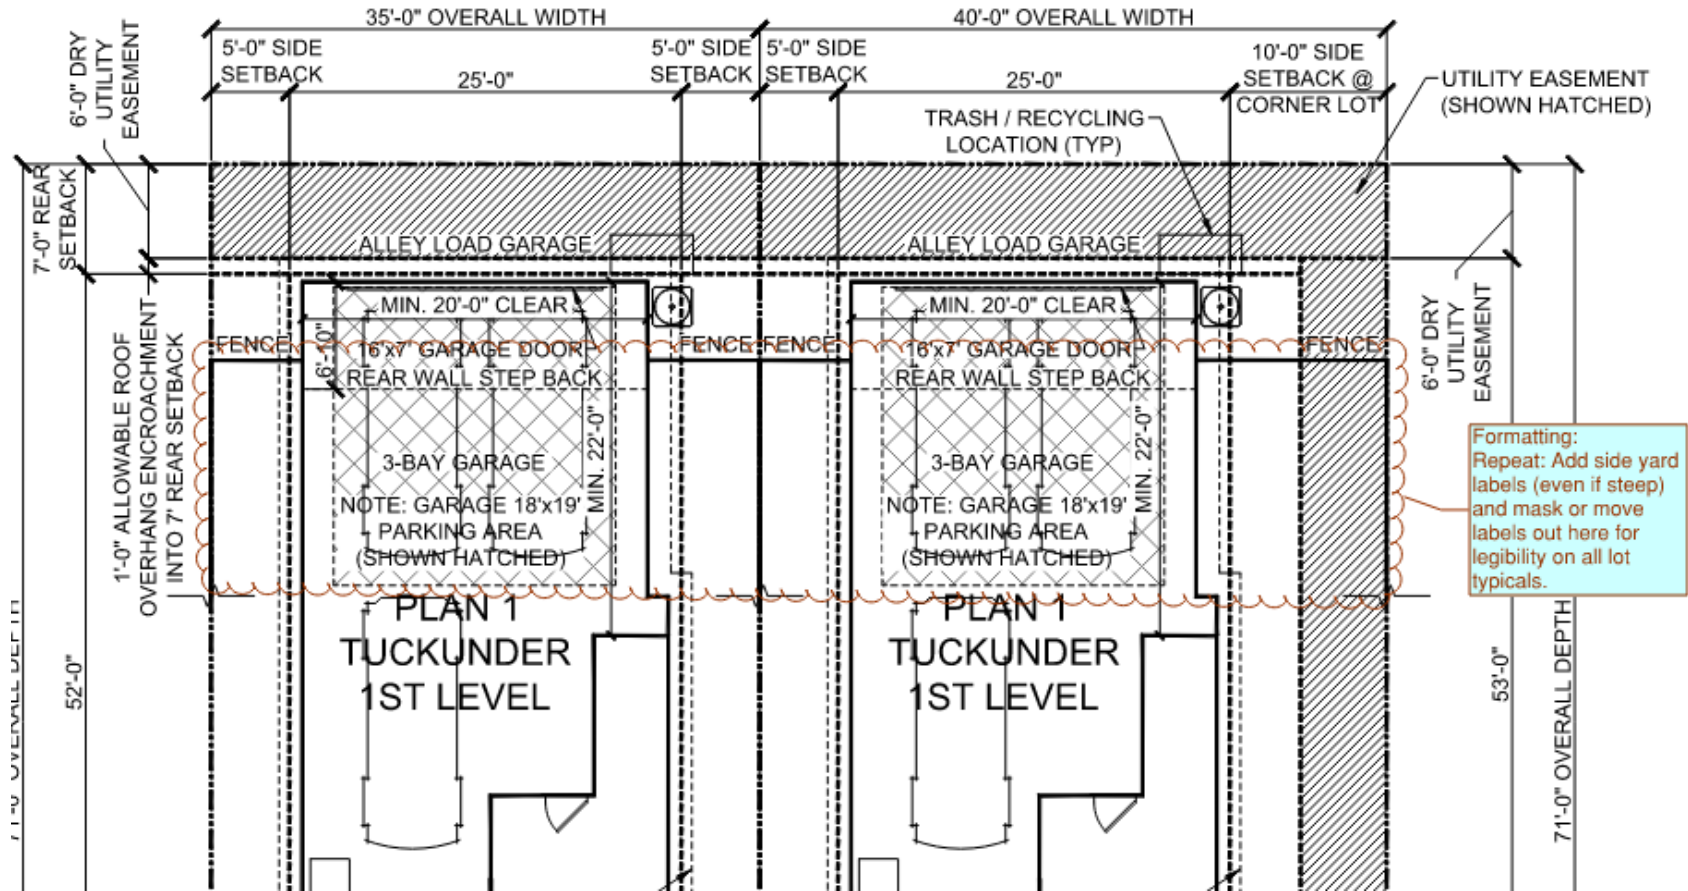 35'-0" OVERALL WIDTH
40'-0" OVERALL WIDTH
5'-0" SIDE
SETBACK
25'-0"
5'-0" SIDE
SETBACK
5'-0" SIDE
SETBACK
25'-0"
10'-0" SIDE
SETBACK @
CORNER LOT
UTILITY EASEMENT
(SHOWN HATCHED)
TRASH / RECYCLING
LOCATION (TYP)
6'-0" DRY
UTILITY
EASEMENT
7'-0" REAR
SETBACK
ALLEY LOAD GARAGE
ALLEY LOAD GARAGE
MIN. 20'-0" CLEAR
MIN. 20'-0" CLEAR
FENCE
6'-10"
16'x7' GARAGE DOOR
FENCE
FENCE
16'x7' GARAGE DOOR
FENCE
REAR WALL STEP BACK
REAR WALL STEP BACK
6'-0" DRY
UTILITY
EASEMENT
1'-0" ALLOWABLE ROOF
OVERHANG ENCROACHMENT
INTO 7' REAR SETBACK
MIN. 22'-0"
MIN. 22'-0"
3-BAY GARAGE
3-BAY GARAGE
NOTE: GARAGE 18'x19'
PARKING AREA
(SHOWN HATCHED)
NOTE: GARAGE 18'x19'
PARKING AREA
(SHOWN HATCHED)
Formatting:
Repeat: Add side yard
labels (even if steep)
and mask or move
labels out here for
legibility on all lot
typicals.
PLAN 1
TUCKUNDER
1ST LEVEL
PLAN 1
TUCKUNDER
1ST LEVEL
OVERALL DEPTH
52'-0"
53'-0"
71'-0" OVERALL DEPTH